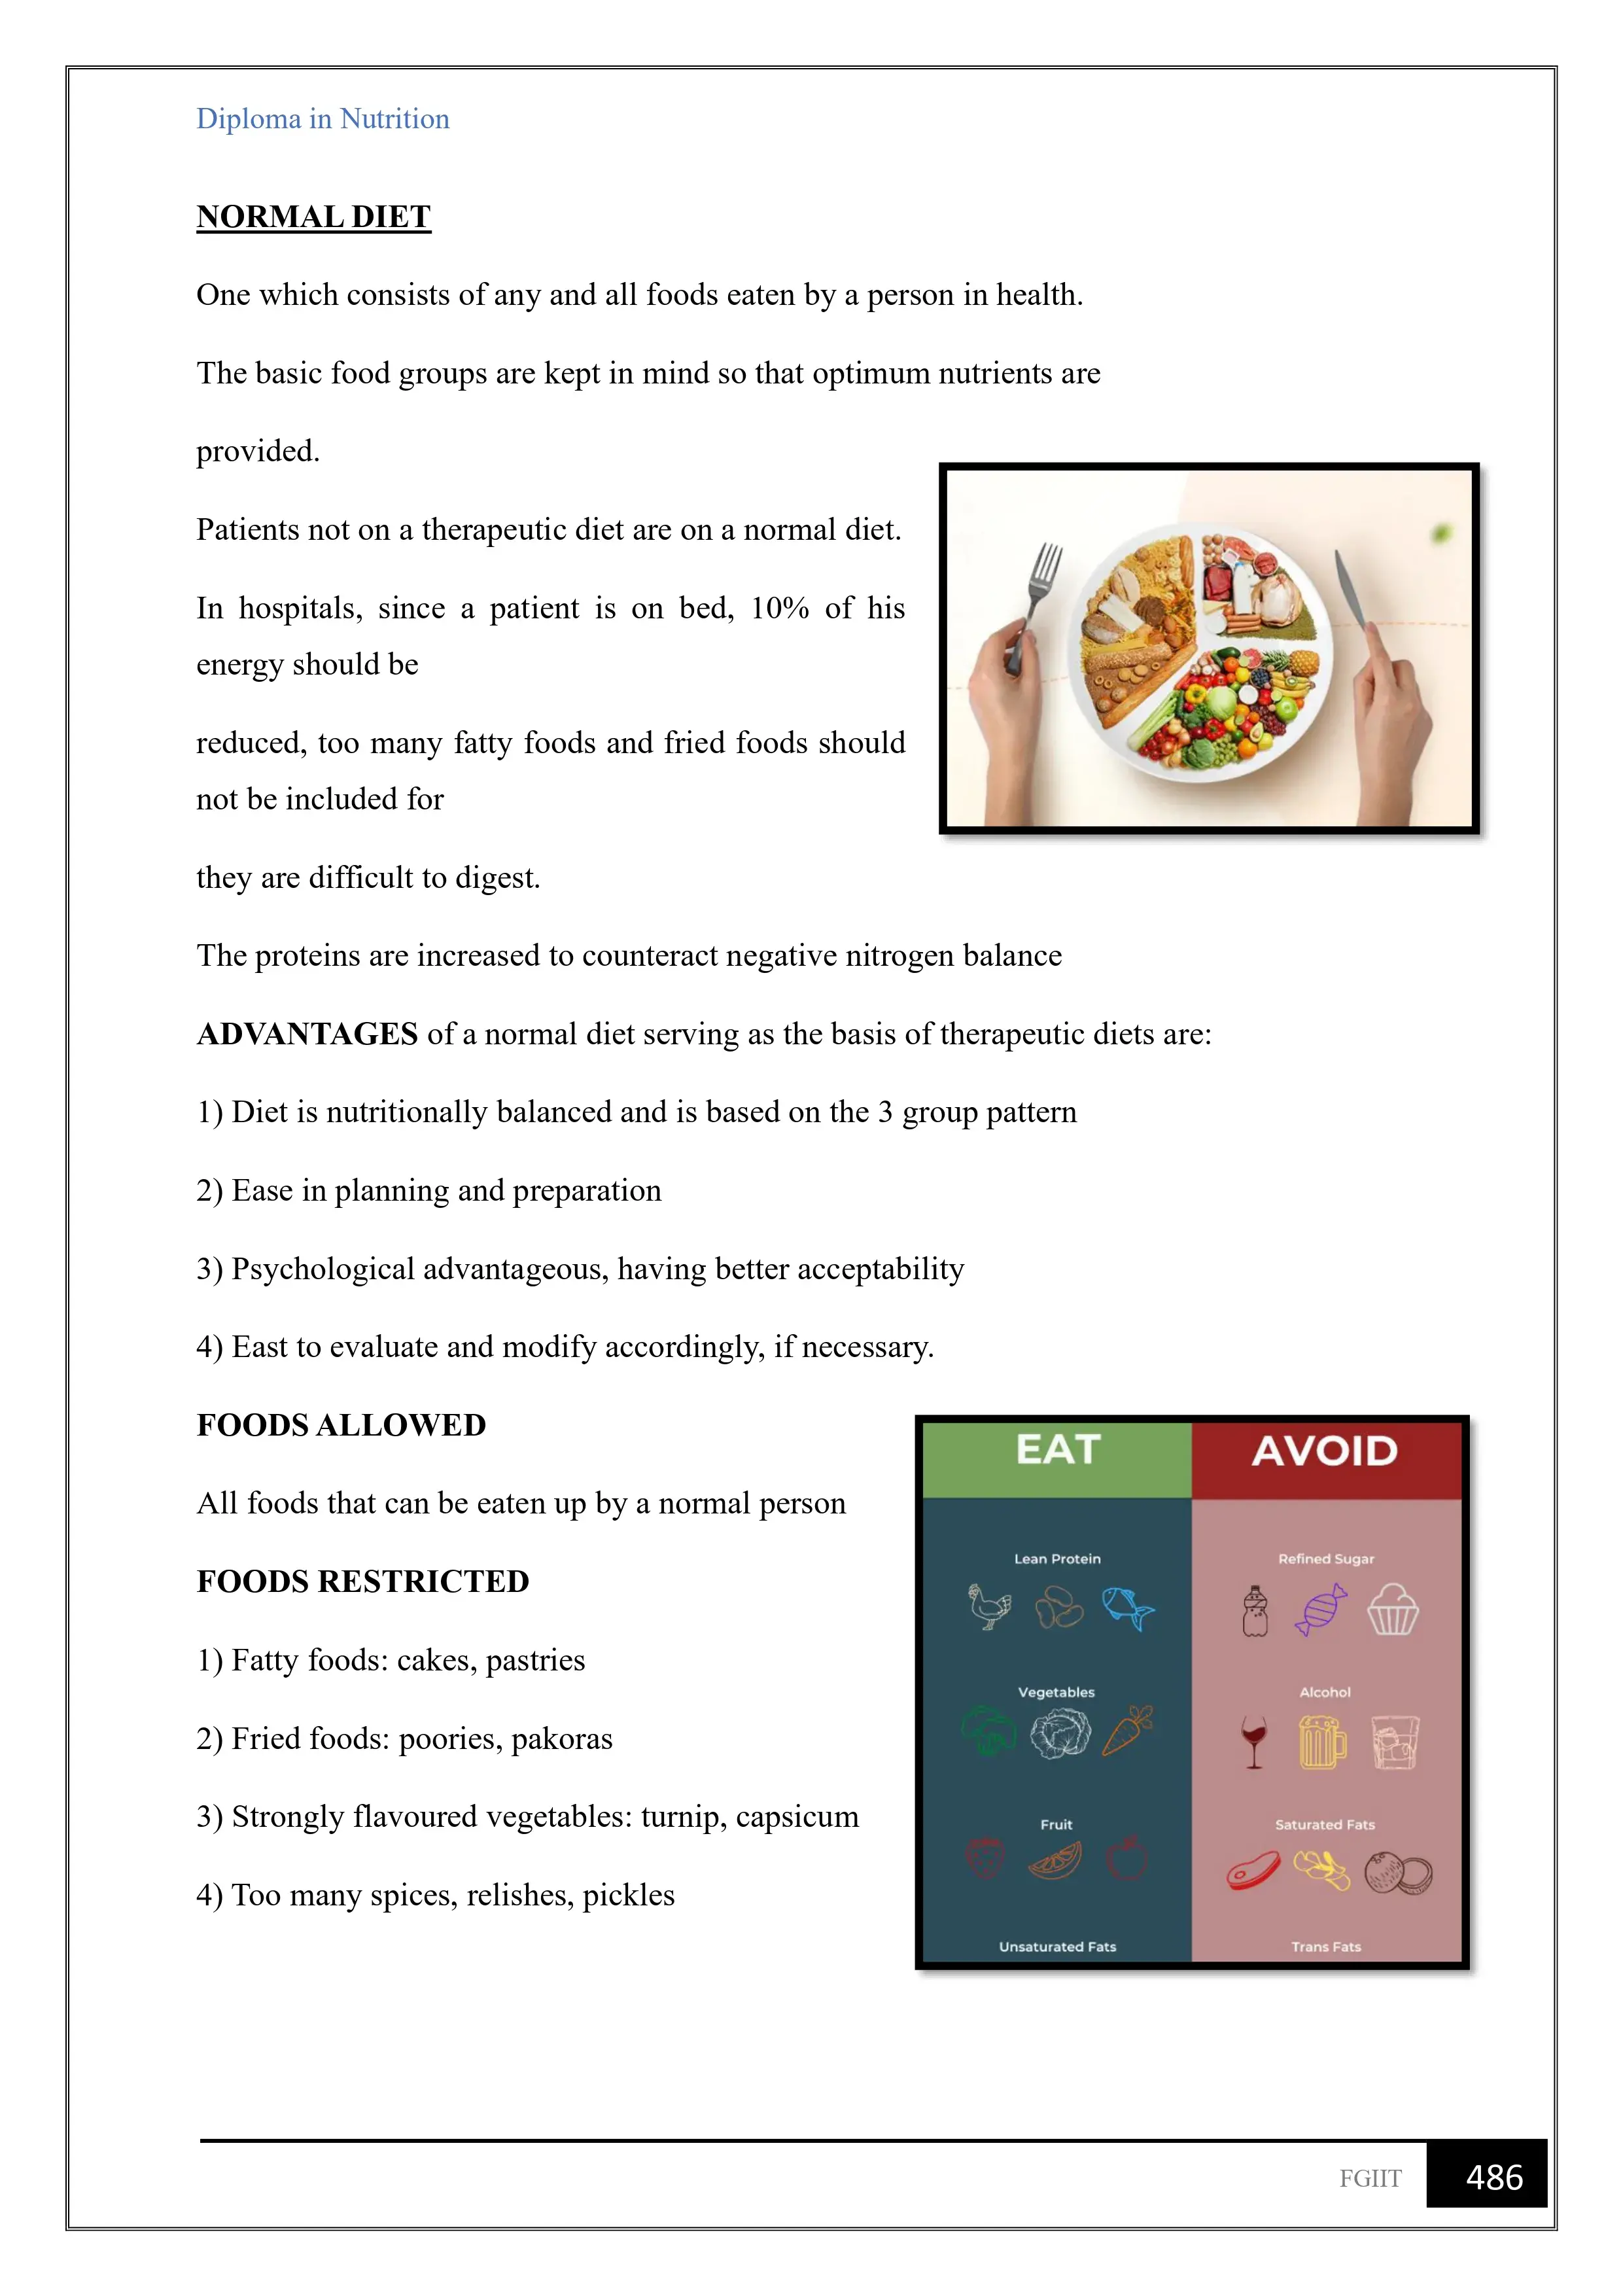 Diploma in Nutrition
NORMAL DIET
One which consists of any and all foods eaten by a person in health.
The basic food groups are kept in mind so that optimum nutrients are
provided.
Patients not on a therapeutic diet are on a normal diet.
In hospitals, since a patient is on bed, 10% of his
energy should be
reduced, too many fatty foods and fried foods should
not be included for
they are difficult to digest.
The proteins are increased to counteract negative nitrogen balance
ADVANTAGES of a normal diet serving as the basis of therapeutic diets are:
1) Diet is nutritionally balanced and is based on the 3 group pattern
2) Ease in planning and preparation
3) Psychological advantageous, having better acceptability
4) East to evaluate and modify accordingly, if necessary.
FOODS ALLOWED
All foods that can be eaten up by a normal person
FOODS RESTRICTED
1) Fatty foods: cakes, pastries
2) Fried foods: poories, pakoras
3) Strongly flavoured vegetables: turnip, capsicum
4) Too many spices, relishes, pickles
EAT
AVOID
Lean Protein
Refined Sugar
Vegetables
Alcohol
Fruit
Saturated Fats
Unsaturated Fats
Trans Fats
FGIIT
486